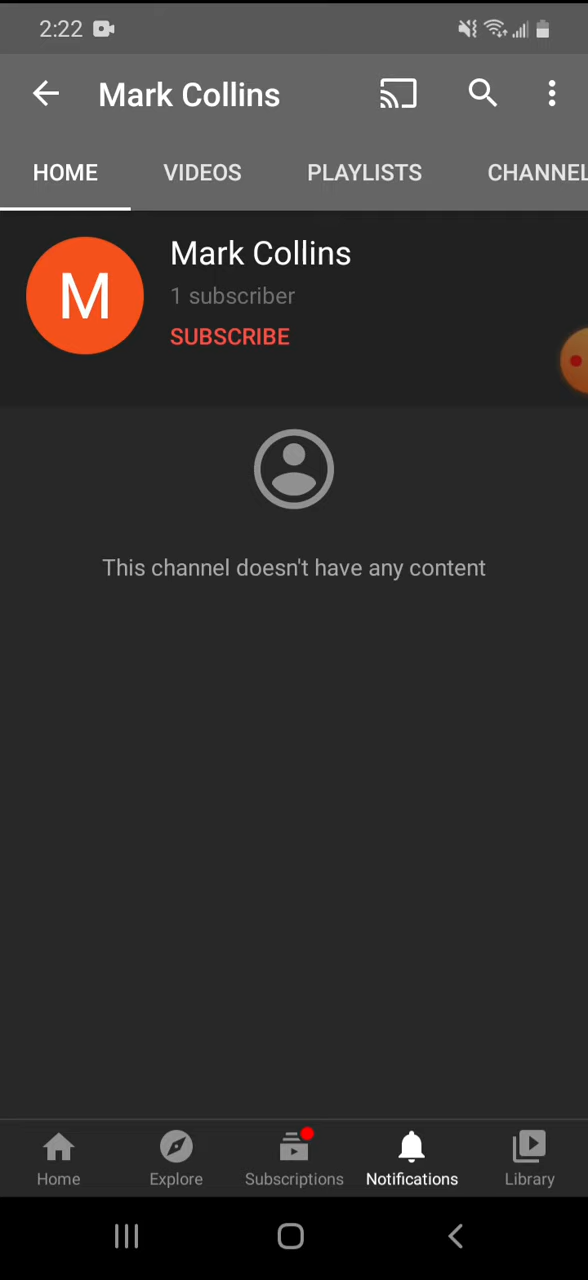 2:22
Mark Collins
HOME VIDEOS PLAYLISTS CHANNEL
M
Mark Collins
1 subscriber
SUBSCRIBE
This channel doesn't have any content
Home Explore Subscriptions Notifications Library